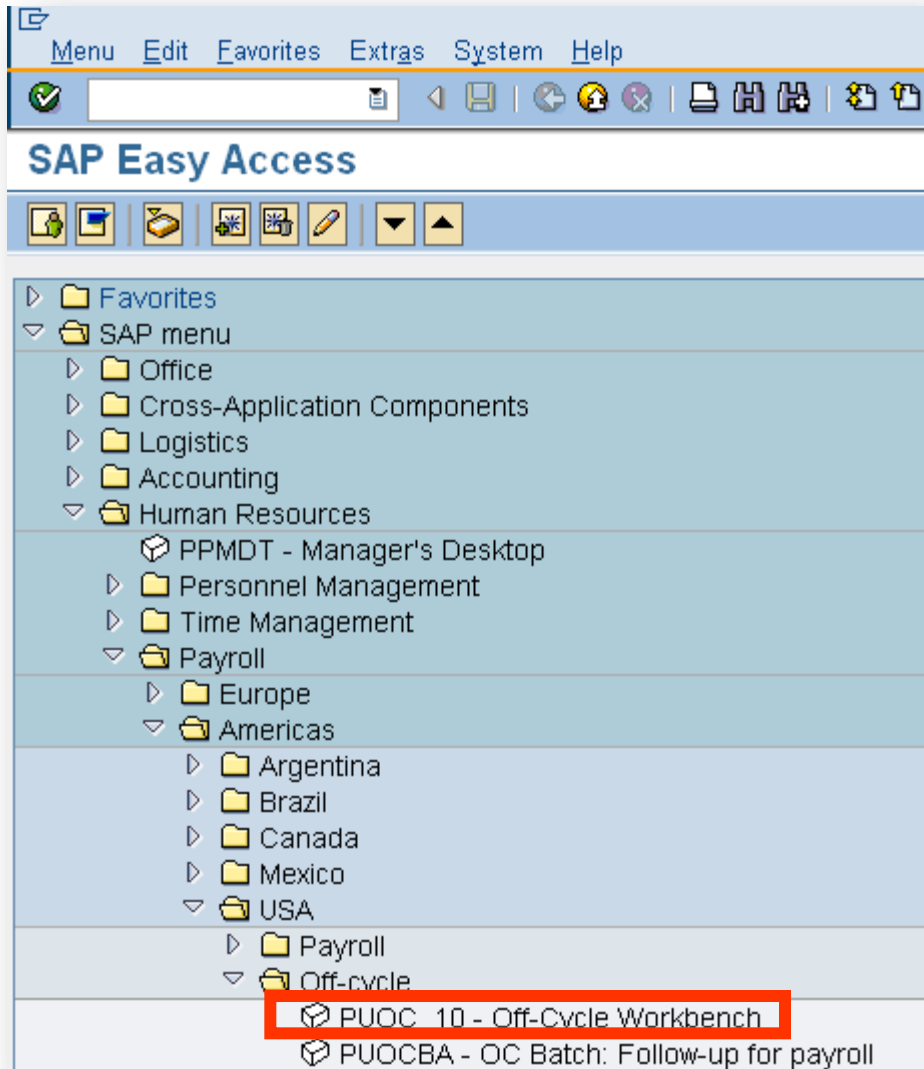 Menu Edit Favorites Extras System Help
SAP Easy Access
Favorites
SAP menu
Office
Cross-Application Components
Logistics
Accounting
Human Resources
PPMDT - Manager's Desktop
Personnel Management
Time Management
Payroll
Europe
Americas
Argentina
Brazil
Canada
Mexico
USA
Payroll
Off-cycle
PUOC_10 - Off-Cycle Workbench
PUOCBA - OC Batch: Follow-up for payroll